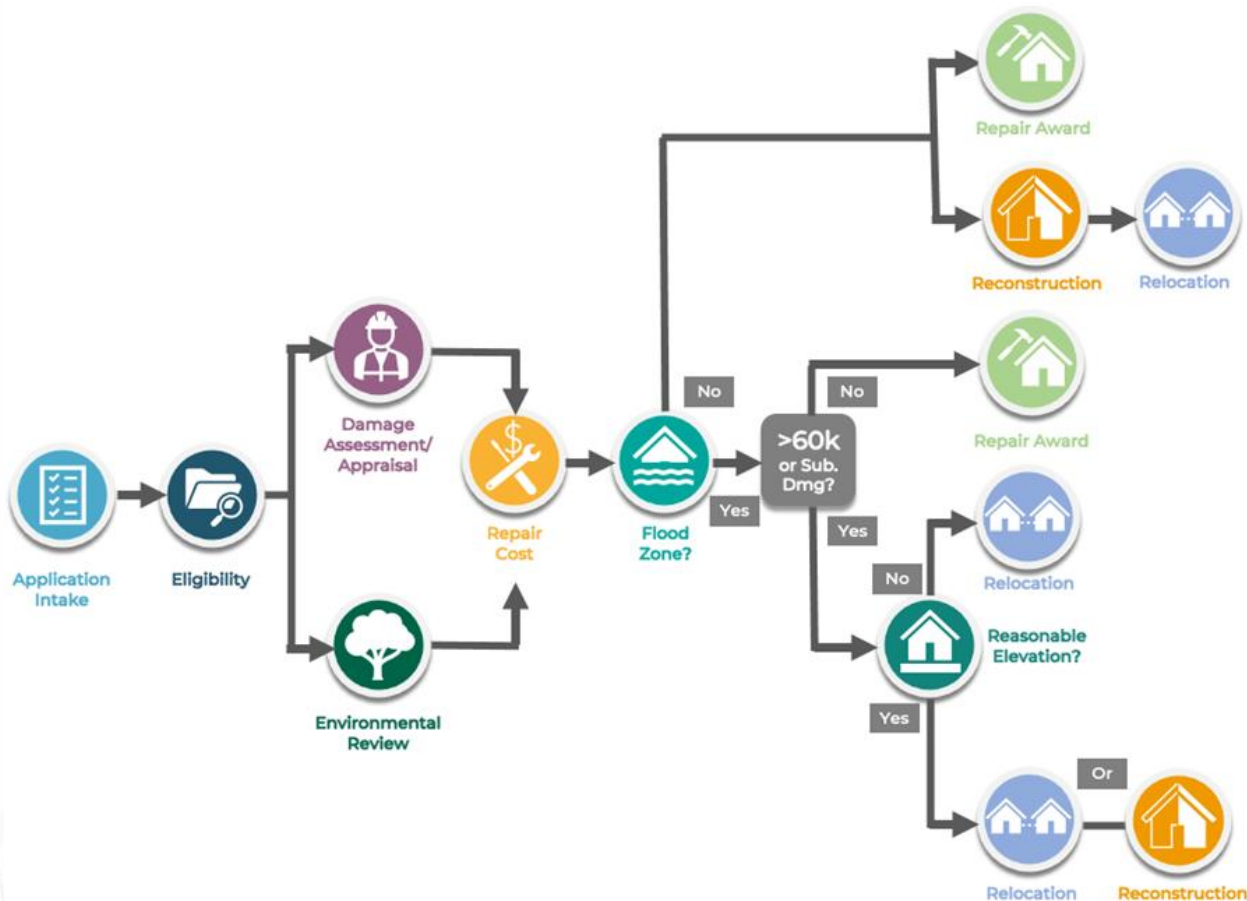 Repair Award
Reconstruction
Relocation
Damage
Assessment/
Appraisal
No
No
>60k
or Sub.
Dmg?
Repair Award
Yes
Yes
Repair
Cost
Flood
Zone?
Application
Intake
Eligibility
Relocation
No
Reasonable
Elevation?
Environmental
Review
Yes
Or
Relocation
Reconstruction
$